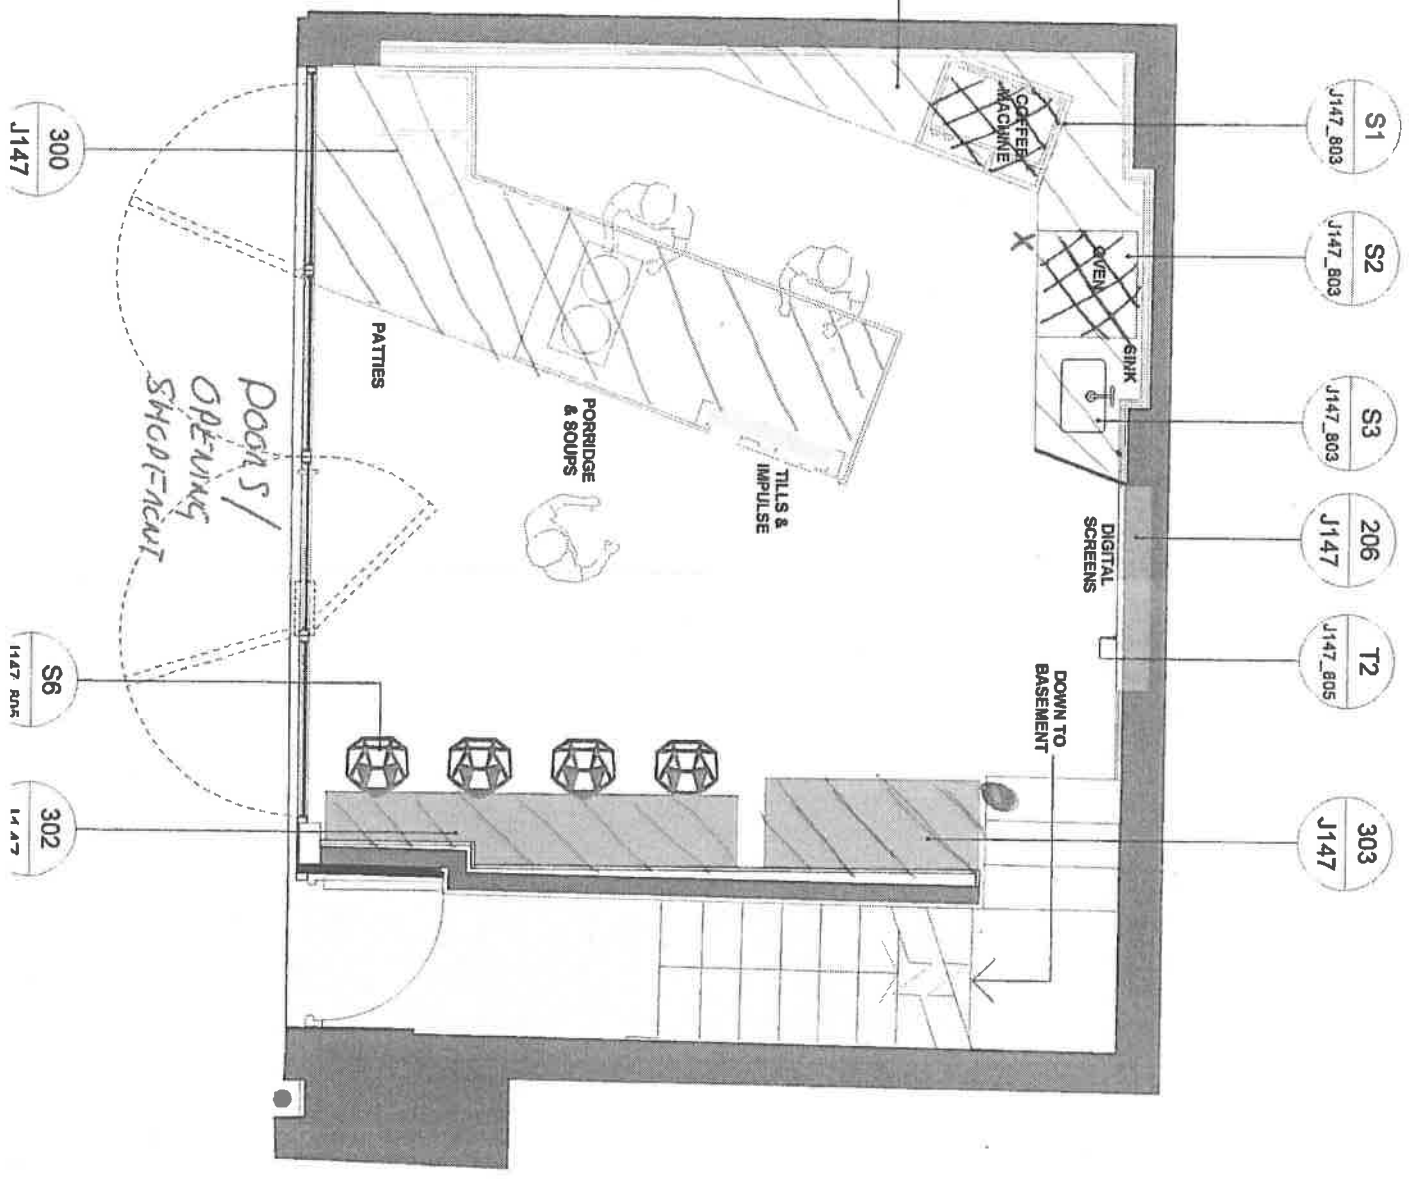 S1
J147_803
S2
J147_803
S3
J147_803
206
J147
T2
J147_805
303
J147
COFFEE
MACHINE
OVEN
SINK
DIGITAL
SCREENS
DOWN TO
BASEMENT
TILLS &
IMPULSE
PORRIDGE
& SOUPS
PATTIES
X
300
J147
DOORS/
OPENING
SHOPFRONT
S6
302